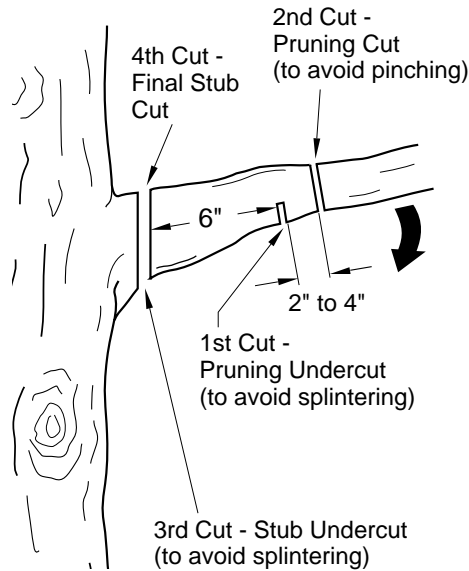 2nd Cut -
Pruning Cut
(to avoid pinching)
4th Cut -
Final Stub
Cut
6"
2" to 4"
1st Cut -
Pruning Undercut
(to avoid splintering)
3rd Cut - Stub Undercut
(to avoid splintering)